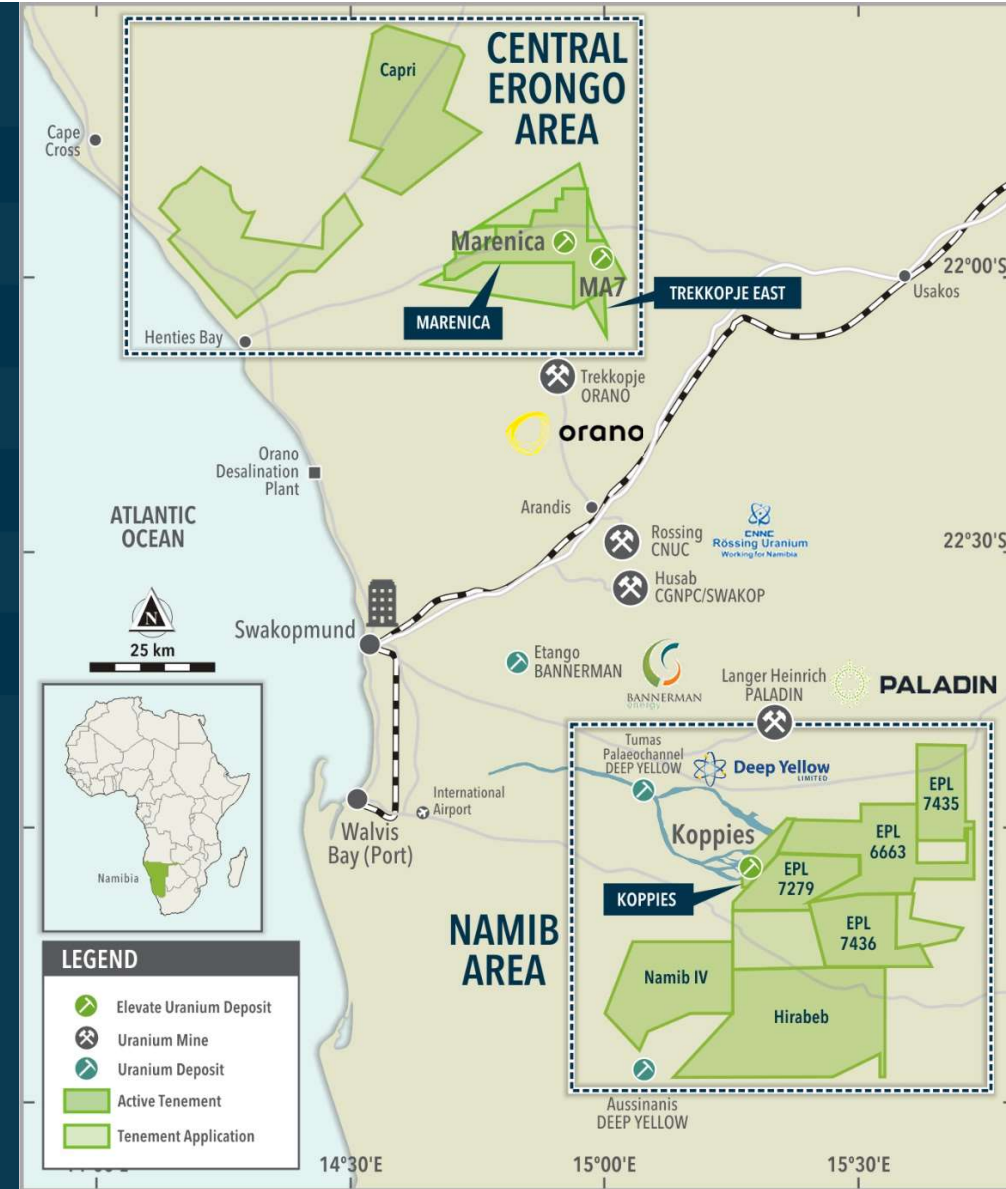 CENTRAL
ERONGO
AREA
Capri
Cape
Cross
Marenica
MA7
MARENICA
TREKKOPJE EAST
22°00'S
Usakos
Henties Bay
Trekkopje
ORANO
orano
Orano
Desalination
Plant
Arandis
ATLANTIC
OCEAN
Rossing
CNUC
CNNC
Rössing Uranium
Working for Namibia
22°30'S
Husab
CGNPC/SWAKOP
N
25 km
Swakopmund
Etango
BANNERMAN
BANNERMAN
energy
Langer Heinrich
PALADIN
PALADIN
Tumas
Palaeochannel
DEEP YELLOW
Deep Yellow
LIMITED
International
Airport
Walvis
Bay (Port)
Koppies
KOPPIES
EPL
7435
EPL
6663
EPL
7279
EPL
7436
Namibia
NAMIB
AREA
Namib IV
Hirabeb
Aussinanis
DEEP YELLOW
LEGEND
Elevate Uranium Deposit
Uranium Mine
Uranium Deposit
Active Tenement
Tenement Application
14°30'E
15°00'E
15°30'E